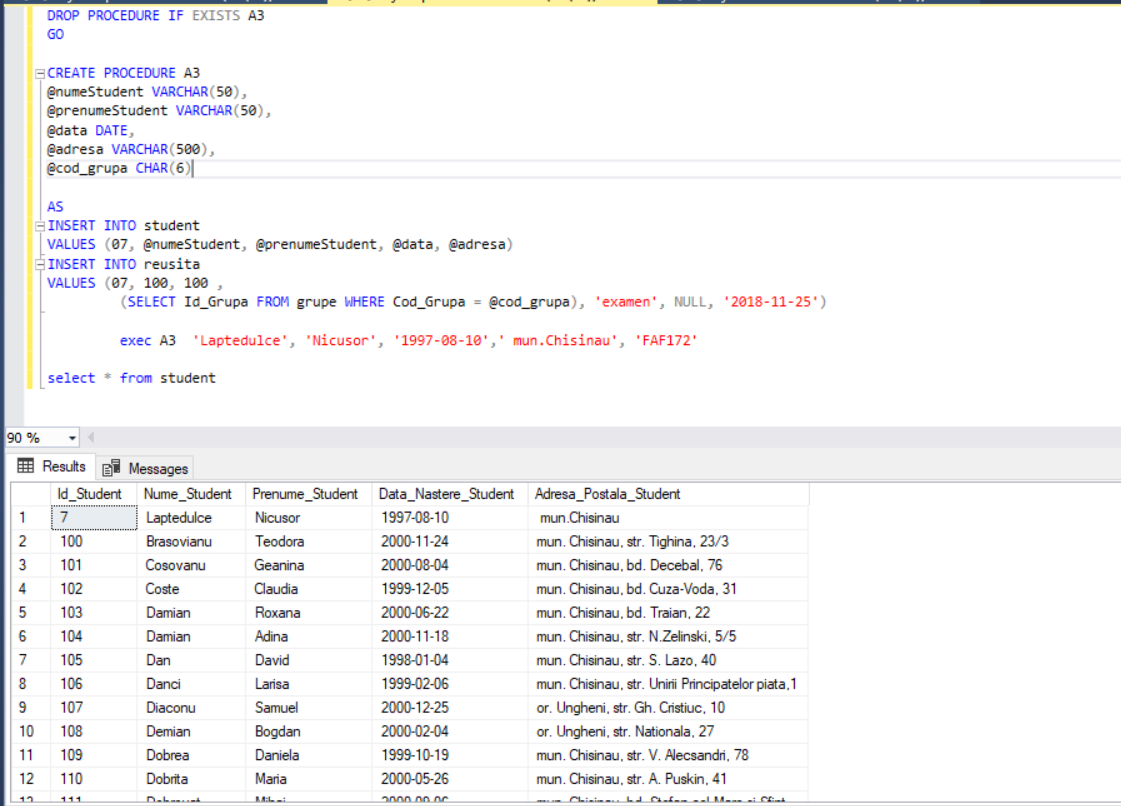 DROP PROCEDURE IF EXISTS A3
GO
CREATE PROCEDURE A3
@numeStudent VARCHAR(50),
@prenumeStudent VARCHAR(50),
@data DATE,
@adresa VARCHAR(500),
@cod_grupa CHAR(6)
AS
INSERT INTO student
VALUES (07, @numeStudent, @prenumeStudent, @data, @adresa)
INSERT INTO reusita
VALUES (07, 100, 100 ,
(SELECT Id_Grupa FROM grupe WHERE Cod_Grupa = @cod_grupa), 'examen', NULL, '2018-11-25')
exec A3  'Laptedulce', 'Nicusor', '1997-08-10',' mun.Chisinau', 'FAF172'
select * from student
90 %
Results Messages
Id_Student Nume_Student Prenume_Student Data_Nastere_Student Adresa_Postala_Student
1 7 Laptedulce Nicusor 1997-08-10 mun.Chisinau
2 100 Brasovianu Teodora 2000-11-24 mun. Chisinau, str. Tighina, 23/3
3 101 Cosovanu Geanina 2000-08-04 mun. Chisinau, bd. Decebal, 76
4 102 Coste Claudia 1999-12-05 mun. Chisinau, bd. Cuza-Voda, 31
5 103 Damian Roxana 2000-06-22 mun. Chisinau, bd. Traian, 22
6 104 Damian Adina 2000-11-18 mun. Chisinau, str. N.Zelinski, 5/5
7 105 Dan David 1998-01-04 mun. Chisinau, str. S. Lazo, 40
8 106 Danci Larisa 1999-02-06 mun. Chisinau, str. Unirii Principatelor piata,1
9 107 Diaconu Samuel 2000-12-25 or. Ungheni, str. Gh. Cristiuc, 10
10 108 Demian Bogdan 2000-02-04 or. Ungheni, str. Nationala, 27
11 109 Dobrea Daniela 1999-10-19 mun. Chisinau, str. V. Alecsandri, 78
12 110 Dobrita Maria 2000-05-26 mun. Chisinau, str. A. Puskin, 41